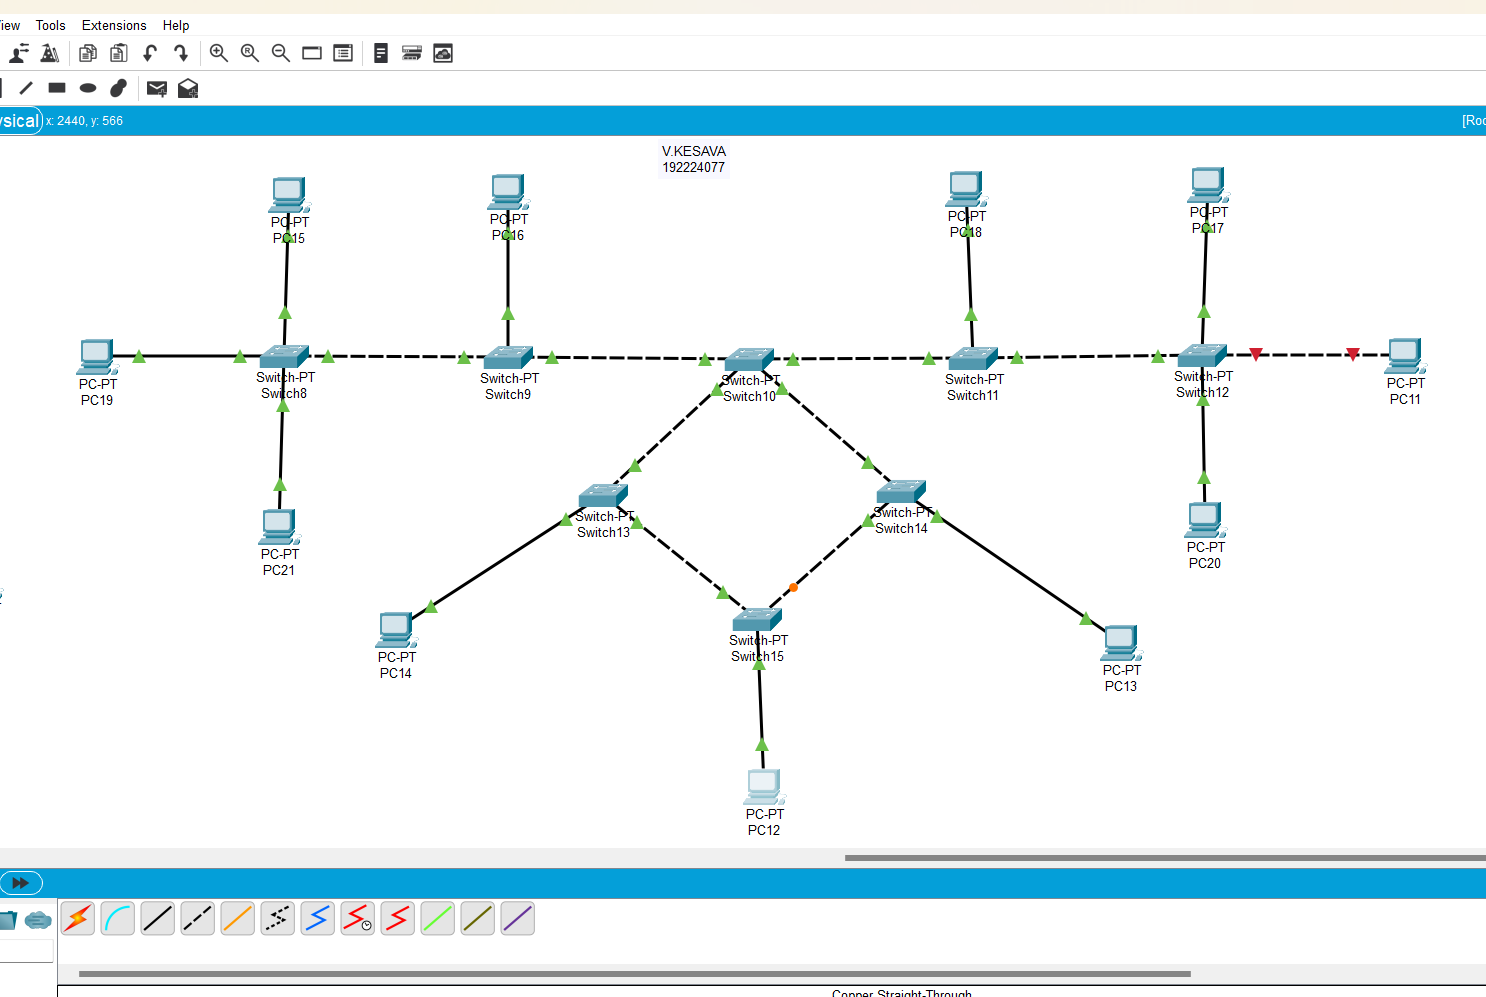 Tools Extensions Help
x: 2440, y: 566
V.KESAVA
192224077
PC-PT
PC15
PC-PT
PC16
PC-PT
PC18
PC-PT
PC17
PC-PT
PC19
Switch-PT
Switch8
Switch-PT
Switch9
Switch-PT
Switch10
Switch-PT
Switch11
Switch-PT
Switch12
PC-PT
PC11
Switch-PT
Switch13
Switch-PT
Switch14
PC-PT
PC21
PC-PT
PC20
PC-PT
PC14
Switch-PT
Switch15
PC-PT
PC13
PC-PT
PC12
Copper Straight-Through